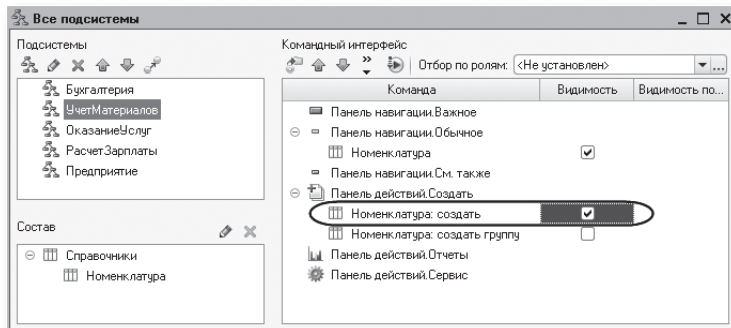 Все подсистемы
Подсистемы
Бухгалтерия
УчетМатериалов
ОказаниеУслуг
РасчетЗарплаты
Предприятие
Состав
Справочники
Номенклатура
Командный интерфейс
Отбор по ролям: <Не установлен>
Команда Видимость Видимость по...
Панель навигации.Важное
Панель навигации.Обычное
Номенклатура
Панель навигации.См. также
Панель действий.Создать
Номенклатура: создать
Номенклатура: создать группу
Панель действий.Отчеты
Панель действий.Сервис